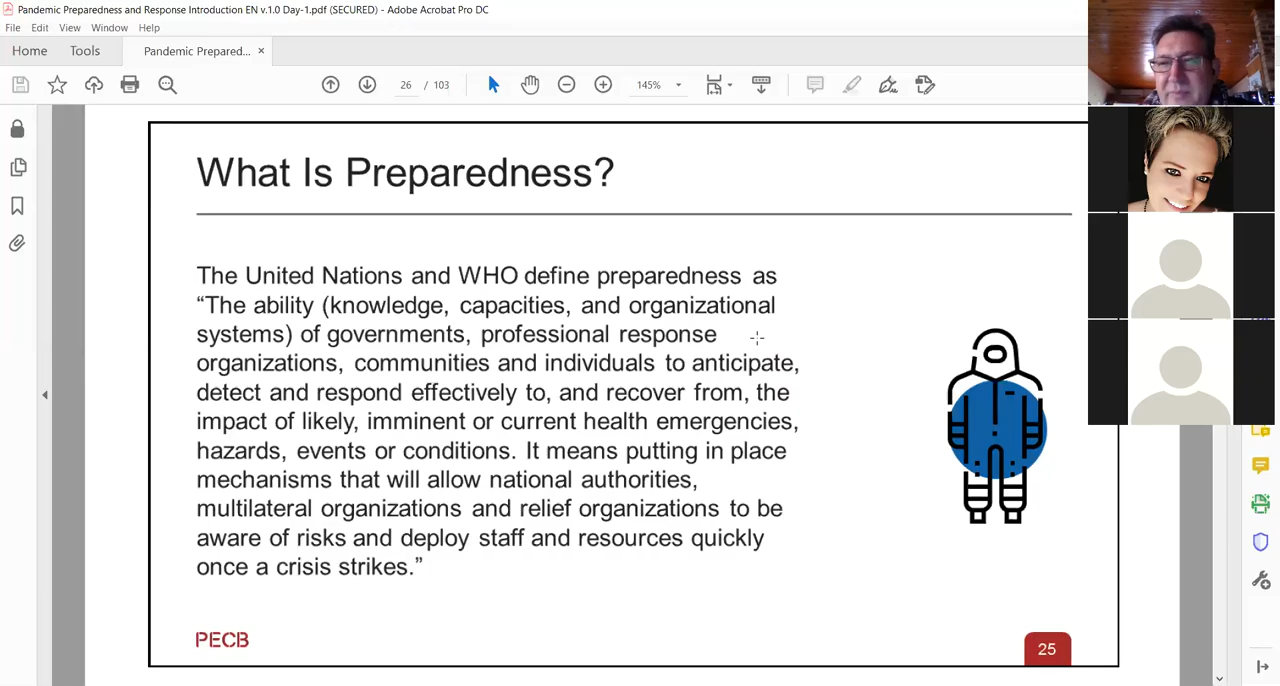 Pandemic Preparedness and Response Introduction EN v.1.0 Day-1.pdf (SECURED) - Adobe Acrobat Pro DC
File Edit View Window Help
Home Tools Pandemic Prepared... ×
26 / 103 145%
What Is Preparedness?
The United Nations and WHO define preparedness as
“The ability (knowledge, capacities, and organizational
systems) of governments, professional response
organizations, communities and individuals to anticipate,
detect and respond effectively to, and recover from, the
impact of likely, imminent or current health emergencies,
hazards, events or conditions. It means putting in place
mechanisms that will allow national authorities,
multilateral organizations and relief organizations to be
aware of risks and deploy staff and resources quickly
once a crisis strikes.”
PECB
25